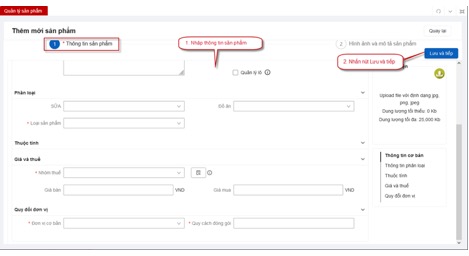 Quản lý sản phẩm
Thêm mới sản phẩm
Quay lại
1 * Thông tin sản phẩm
1. Nhập thông tin sản phẩm
2 Hình ảnh và mô tả sản phẩm
Lưu và tiếp
2. Nhấn nút Lưu và tiếp
Quản lý lô
Phân loại
SỮA
Đồ ăn
* Loại sản phẩm
Upload file với định dạng jpg, png, jpeg
Dung lượng tối thiểu: 0 Kb
Dung lượng tối đa: 25,000 Kb
Thuộc tính
Giá và thuế
* Nhóm thuế
Giá bán
VND
Giá mua
VND
Quy đổi đơn vị
* Đơn vị cơ bản
* Quy cách đóng gói
Thông tin cơ bản
Thông tin phân loại
Thuộc tính
Giá và thuế
Quy đổi đơn vị